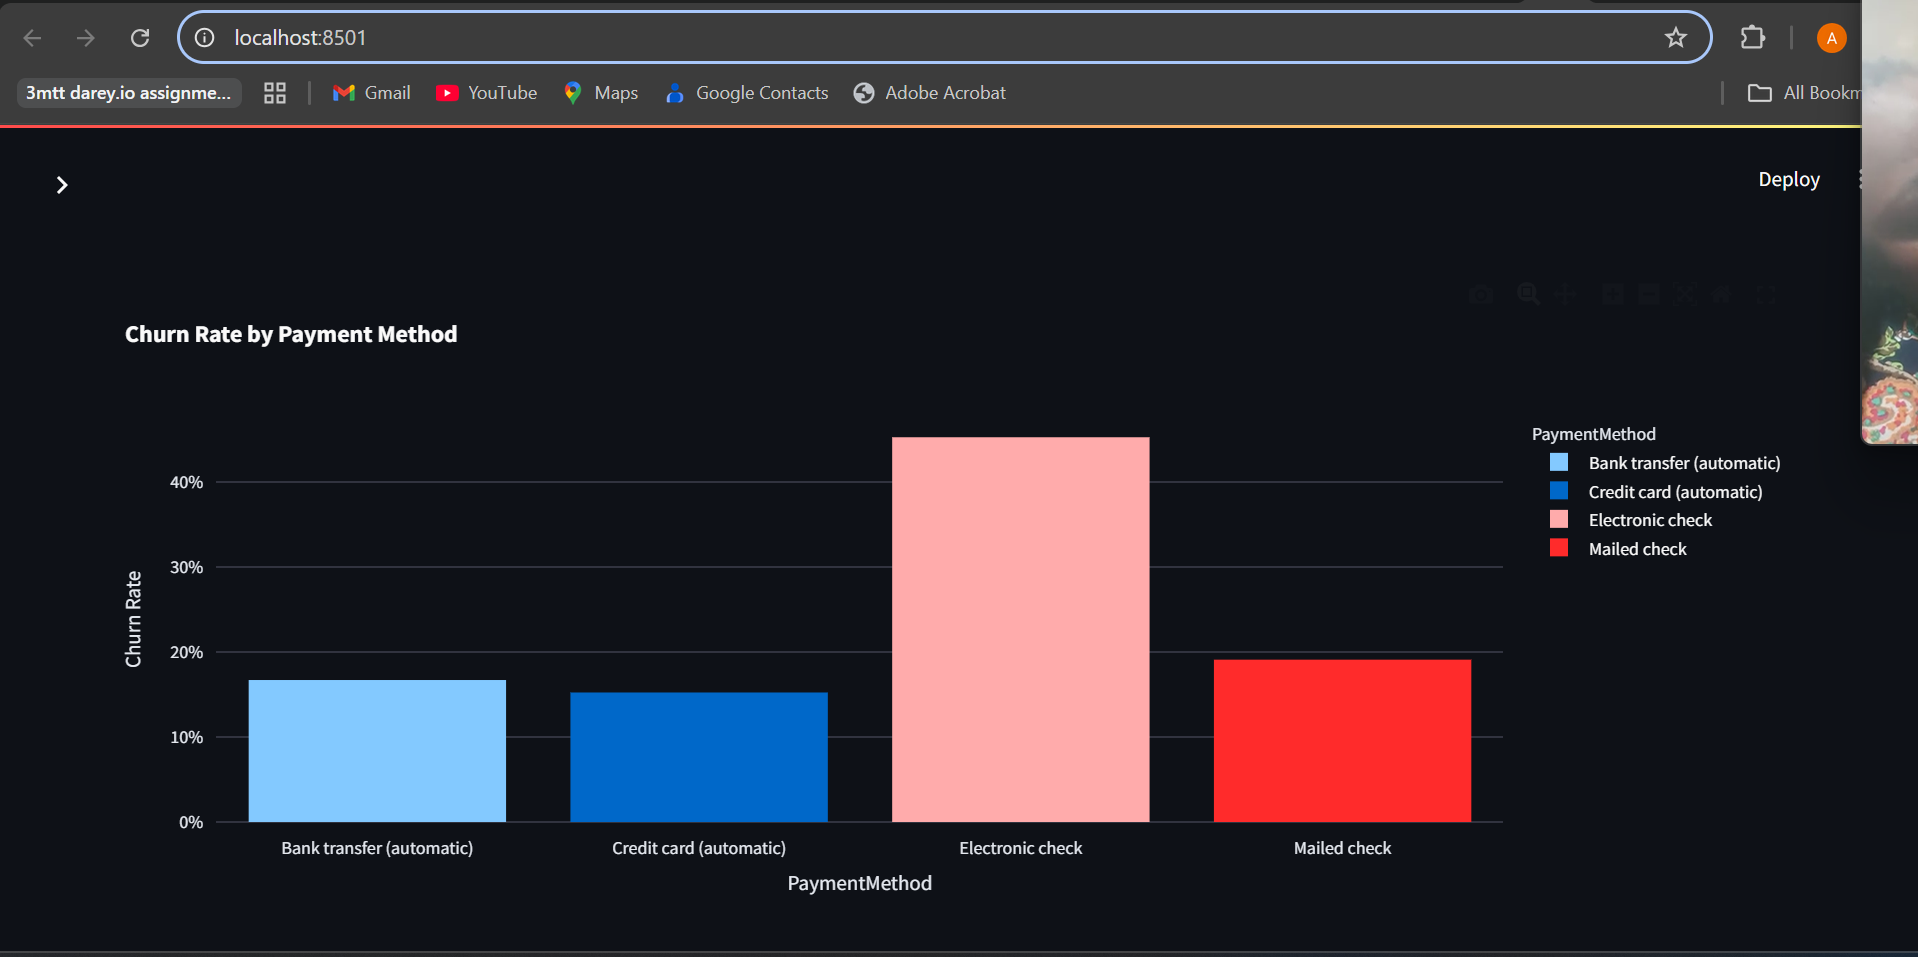 localhost:8501
A
3mtt darey.io assignme...
Gmail
YouTube
Maps
Google Contacts
Adobe Acrobat
All Bookm
Deploy
Churn Rate by Payment Method
PaymentMethod
Bank transfer (automatic)
Credit card (automatic)
Electronic check
Mailed check
Churn Rate
40%
30%
20%
10%
0%
Bank transfer (automatic)
Credit card (automatic)
Electronic check
Mailed check
PaymentMethod